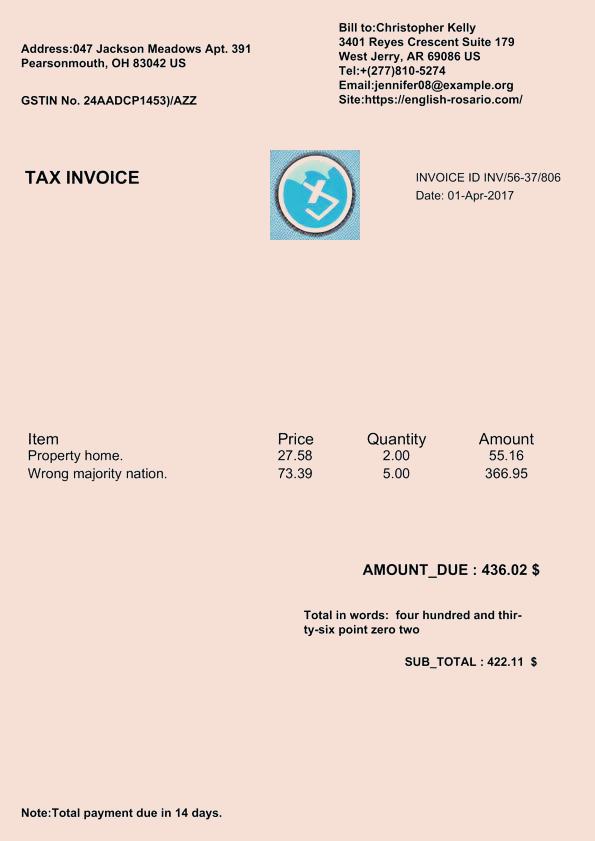 Address:047 Jackson Meadows Apt. 391
Pearsonmouth, OH 83042 US
GSTIN No. 24AADCP1453)/AZZ
Bill to:Christopher Kelly
3401 Reyes Crescent Suite 179
West Jerry, AR 69086 US
Tel:+(277)810-5274
Email:jennifer08@example.org
Site:https://english-rosario.com/
TAX INVOICE
INVOICE ID INV/56-37/806
Date: 01-Apr-2017
Item Price Quantity Amount
Property home. 27.58 2.00 55.16
Wrong majority nation. 73.39 5.00 366.95
AMOUNT_DUE : 436.02 $
Total in words:  four hundred and thir-
ty-six point zero two
SUB_TOTAL : 422.11  $
Note:Total payment due in 14 days.